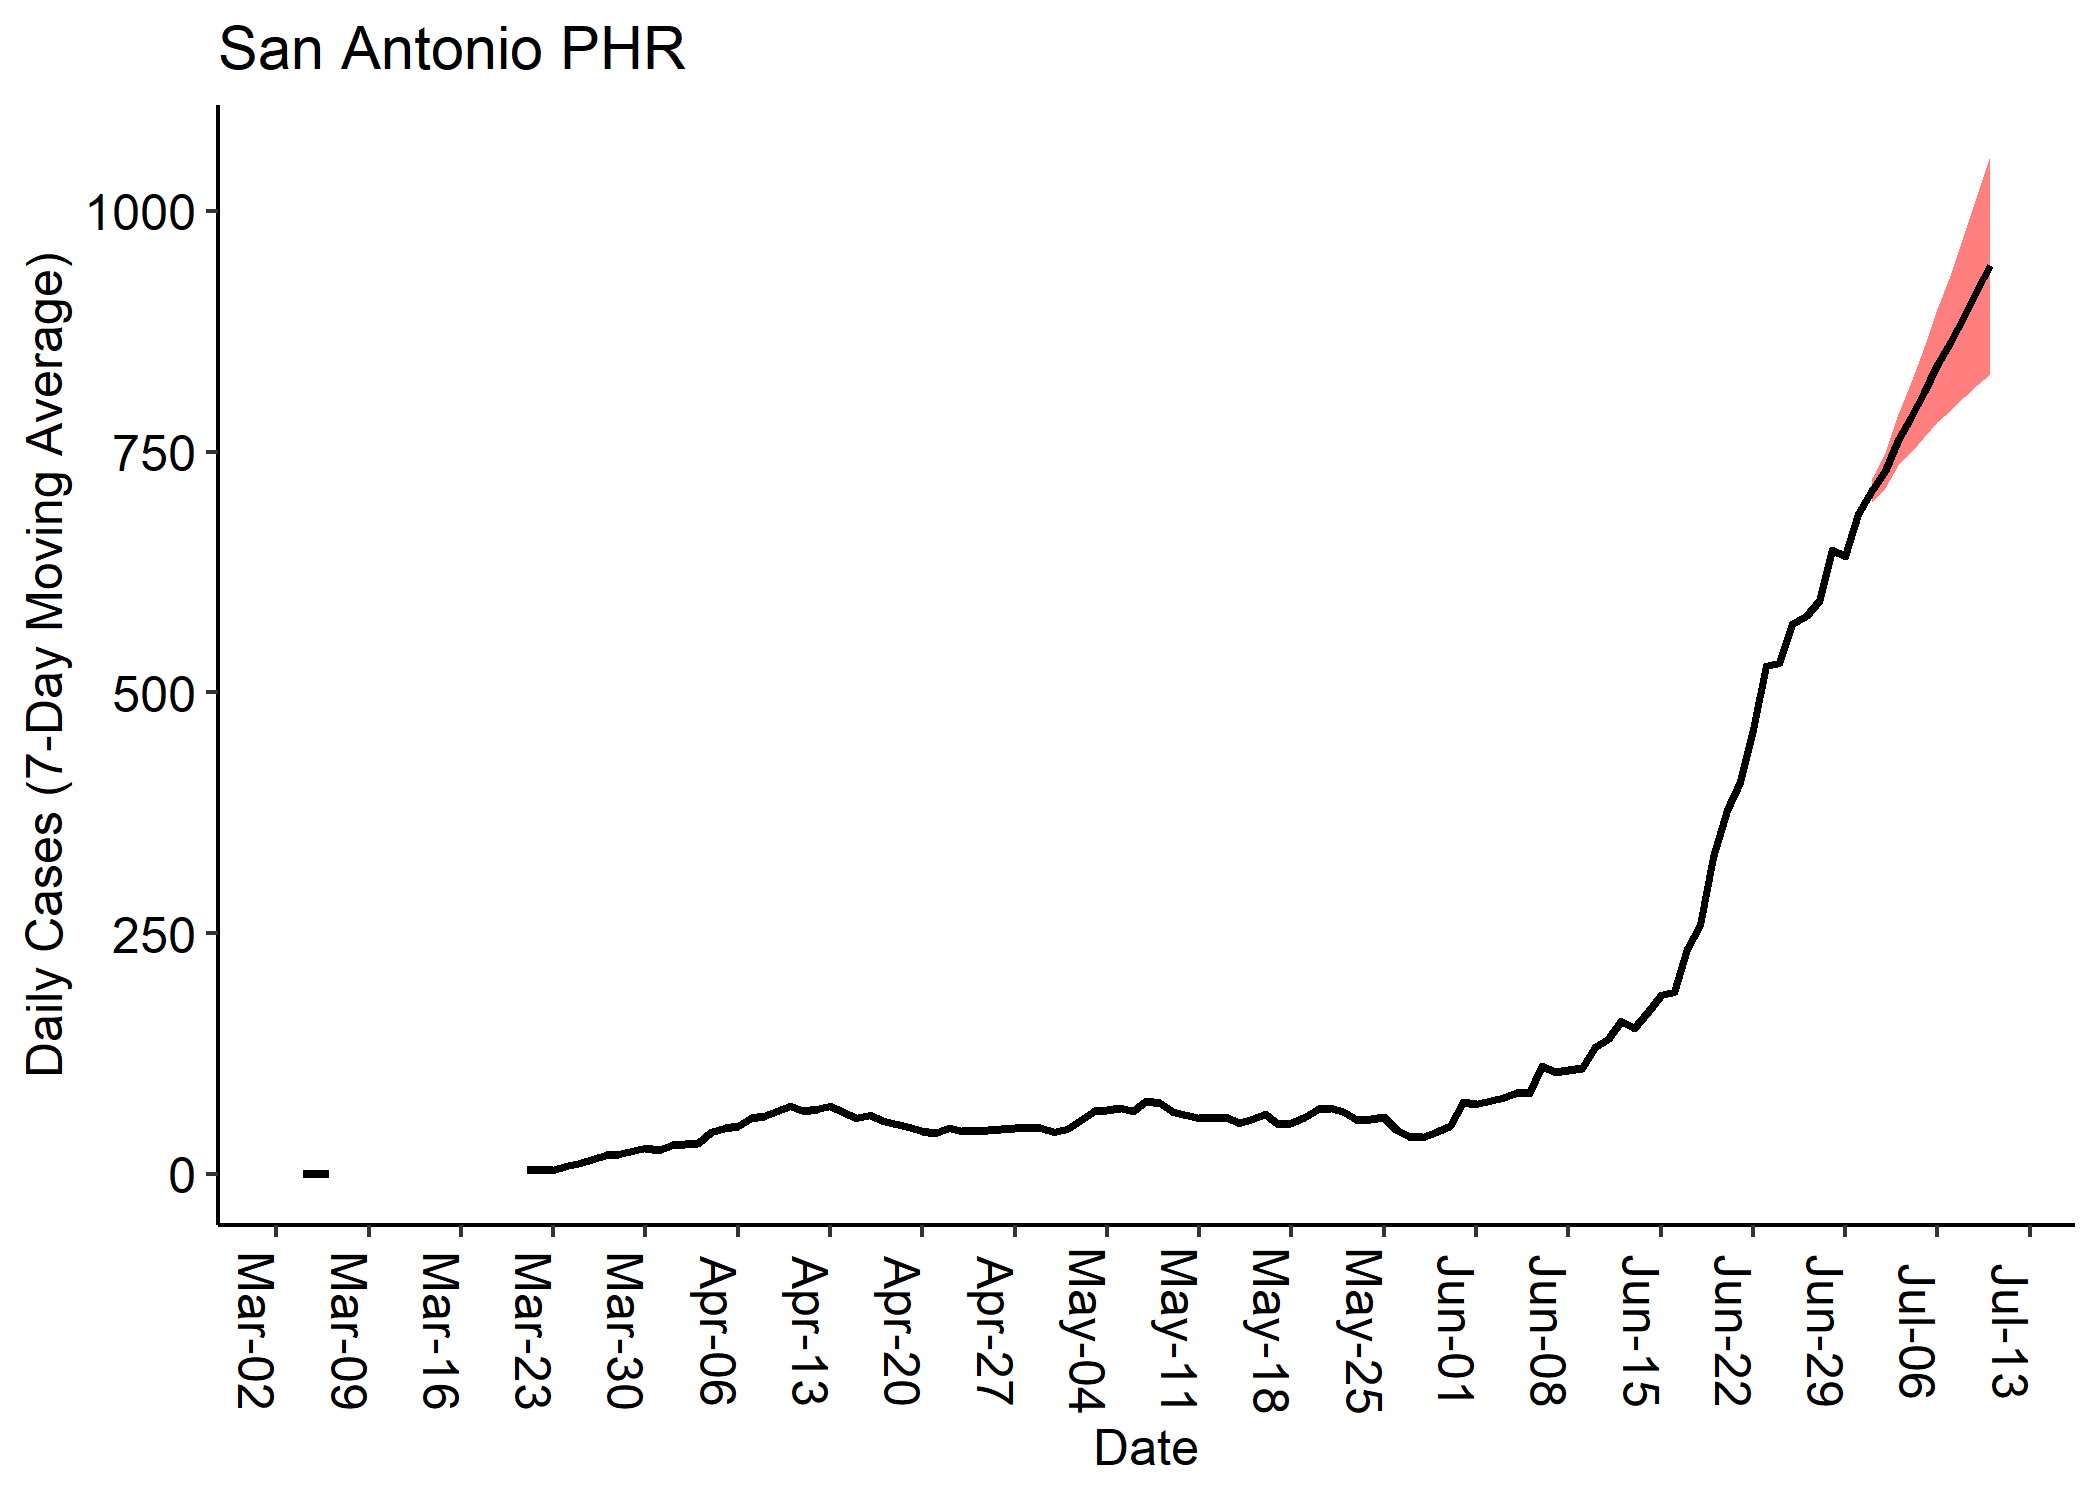 San Antonio PHR
Daily Cases (7-Day Moving Average)
1000
750
500
250
0
Mar-02
Mar-09
Mar-16
Mar-23
Mar-30
Apr-06
Apr-13
Apr-20
Apr-27
May-04
May-11
May-18
May-25
Jun-01
Jun-08
Jun-15
Jun-22
Jun-29
Jul-06
Jul-13
Date